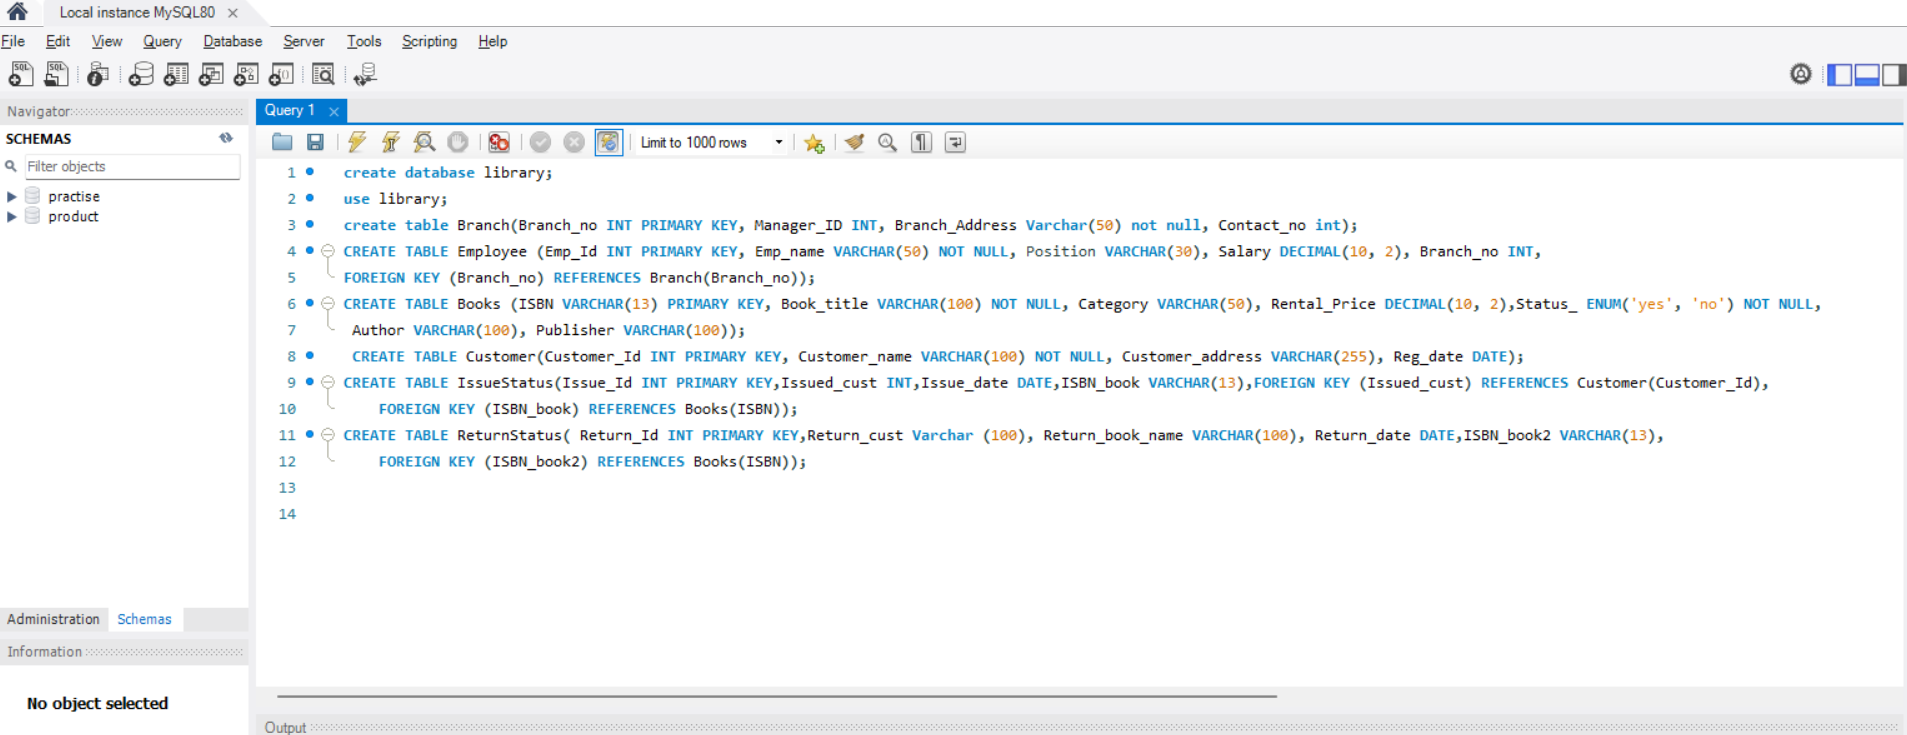 Local instance MySQL80
File Edit View Query Database Server Tools Scripting Help
Navigator
SCHEMAS
Filter objects
practise
product
Administration Schemas
Information
No object selected
Query 1
Limit to 1000 rows
1 create database library;
2 use library;
3 create table Branch(Branch_no INT PRIMARY KEY, Manager_ID INT, Branch_Address Varchar(50) not null, Contact_no int);
4 CREATE TABLE Employee (Emp_Id INT PRIMARY KEY, Emp_name VARCHAR(50) NOT NULL, Position VARCHAR(30), Salary DECIMAL(10, 2), Branch_no INT,
5 FOREIGN KEY (Branch_no) REFERENCES Branch(Branch_no));
6 CREATE TABLE Books (ISBN VARCHAR(13) PRIMARY KEY, Book_title VARCHAR(100) NOT NULL, Category VARCHAR(50), Rental_Price DECIMAL(10, 2),Status_ ENUM('yes', 'no') NOT NULL,
7 Author VARCHAR(100), Publisher VARCHAR(100));
8 CREATE TABLE Customer(Customer_Id INT PRIMARY KEY, Customer_name VARCHAR(100) NOT NULL, Customer_address VARCHAR(255), Reg_date DATE);
9 CREATE TABLE IssueStatus(Issue_Id INT PRIMARY KEY,Issued_cust INT,Issue_date DATE,ISBN_book VARCHAR(13),FOREIGN KEY (Issued_cust) REFERENCES Customer(Customer_Id),
10 FOREIGN KEY (ISBN_book) REFERENCES Books(ISBN));
11 CREATE TABLE ReturnStatus( Return_Id INT PRIMARY KEY,Return_cust Varchar (100), Return_book_name VARCHAR(100), Return_date DATE,ISBN_book2 VARCHAR(13),
12 FOREIGN KEY (ISBN_book2) REFERENCES Books(ISBN));
13
14
Output